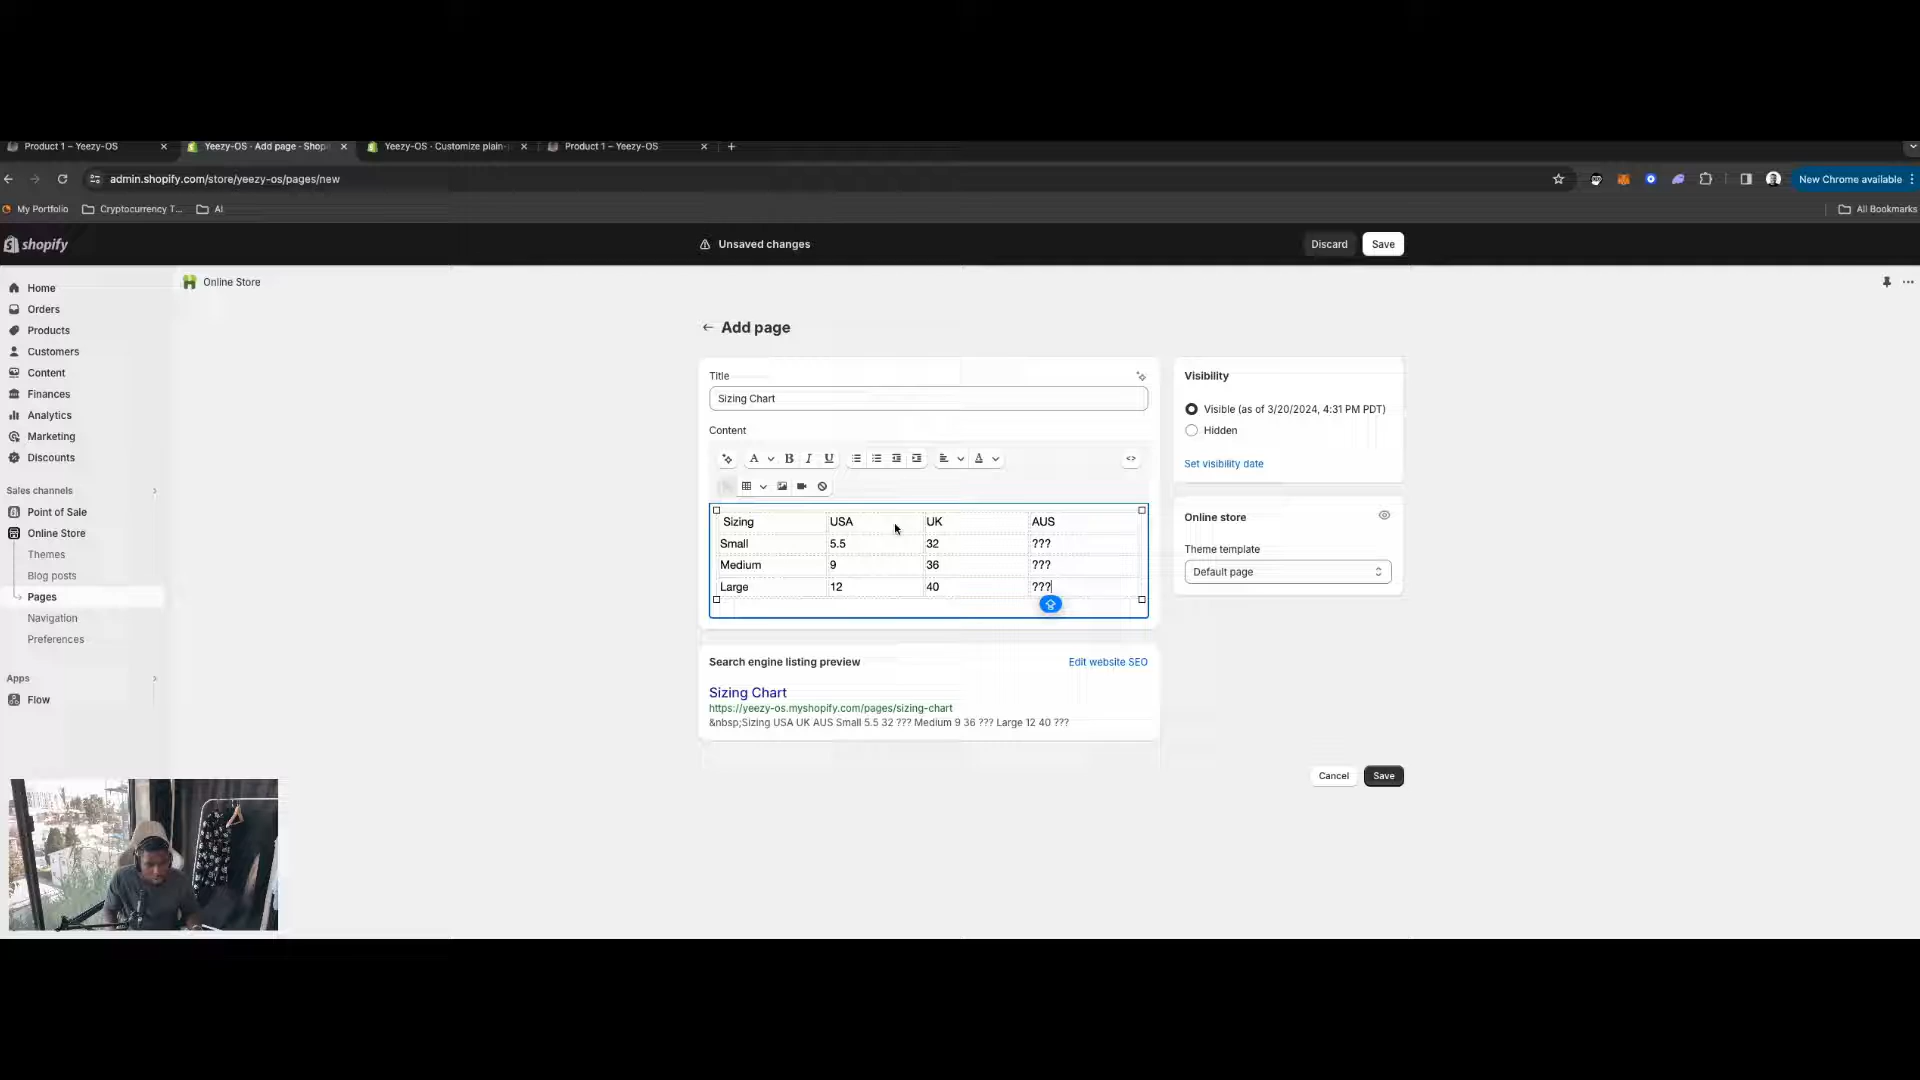 Product 1 – Yeezy-OS
Yeezy-OS · Add page · Shopi
Yeezy-OS · Customize plain-
Product 1 – Yeezy-OS
admin.shopify.com/store/yeezy-os/pages/new
New Chrome available
My Portfolio
Cryptocurrency T...
AI
All Bookmarks
shopify
Unsaved changes
Discard
Save
Home
Orders
Products
Customers
Content
Finances
Analytics
Marketing
Discounts
Sales channels
Point of Sale
Online Store
Themes
Blog posts
Pages
Navigation
Preferences
Apps
Flow
Online Store
Add page
Title
Sizing Chart
Content
A B I U A <>
Sizing USA UK AUS
Small 5.5 32 ???
Medium 9 36 ???
Large 12 40 ???
Search engine listing preview
Edit website SEO
Sizing Chart
https://yeezy-os.myshopify.com/pages/sizing-chart
&nbsp;Sizing USA UK AUS Small 5.5 32 ??? Medium 9 36 ??? Large 12 40 ???
Visibility
Visible (as of 3/20/2024, 4:31 PM PDT)
Hidden
Set visibility date
Online store
Theme template
Default page
Cancel
Save